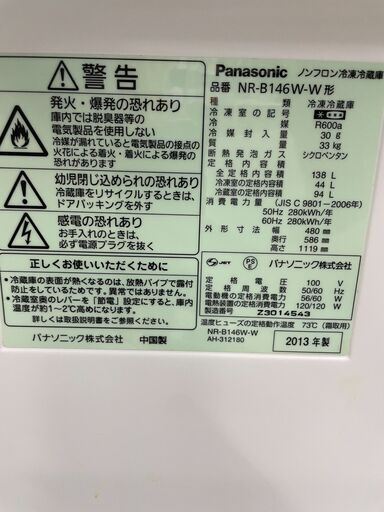 警告
発火・爆発の恐れあり
庫内では脱臭器等の
電気製品を使用しない
冷媒が漏れていると電気製品の接点の
火花による着火・着火による爆発の
恐れあり
幼児閉じ込められの恐れあり
冷蔵庫をリサイクルするときは、
ドアパッキングを外す
感電の恐れあり
お手入れのときは、
必ず電源プラグを抜く
正しくお使いいただくために
・冷蔵庫の表面が熱くなるのは、放熱パイプで露付
防止をしているためで、異常ではありません。
・冷蔵室奥のレバーを「節電」設定にすると、庫内
温度が約1〜2℃高めになります。
詳しくは取扱説明書をご参照ください。
パナソニック株式会社 中国製
Panasonic ノンフロン冷凍冷蔵庫
品番 NR-B146W-W形
種類 冷凍冷蔵庫
冷凍室の記号
冷媒 R600a
冷媒封入量 30 g
質量 33 kg
断熱発泡ガス シクロペンタン
定格内容積
全定格内容積 138 L
冷凍室の定格内容積 44 L
冷蔵室の定格内容積 94 L
消費電力量 (JIS C 9801-2006年)
50Hz 280kWh/年
60Hz 280kWh/年
外形寸法 幅 480 mm
奥行 586 mm
高さ 1119 mm
JET PSE パナソニック株式会社
定格電圧 100 V
定格周波数 50/60 Hz
電動機の定格消費電力 56/60 W
電熱装置の定格消費電力 120/120 W
製造番号 Z3014543
温度ヒューズの定格動作温度 73℃ (霜取用)
NR-B146W-W
AH-312180
2013年製